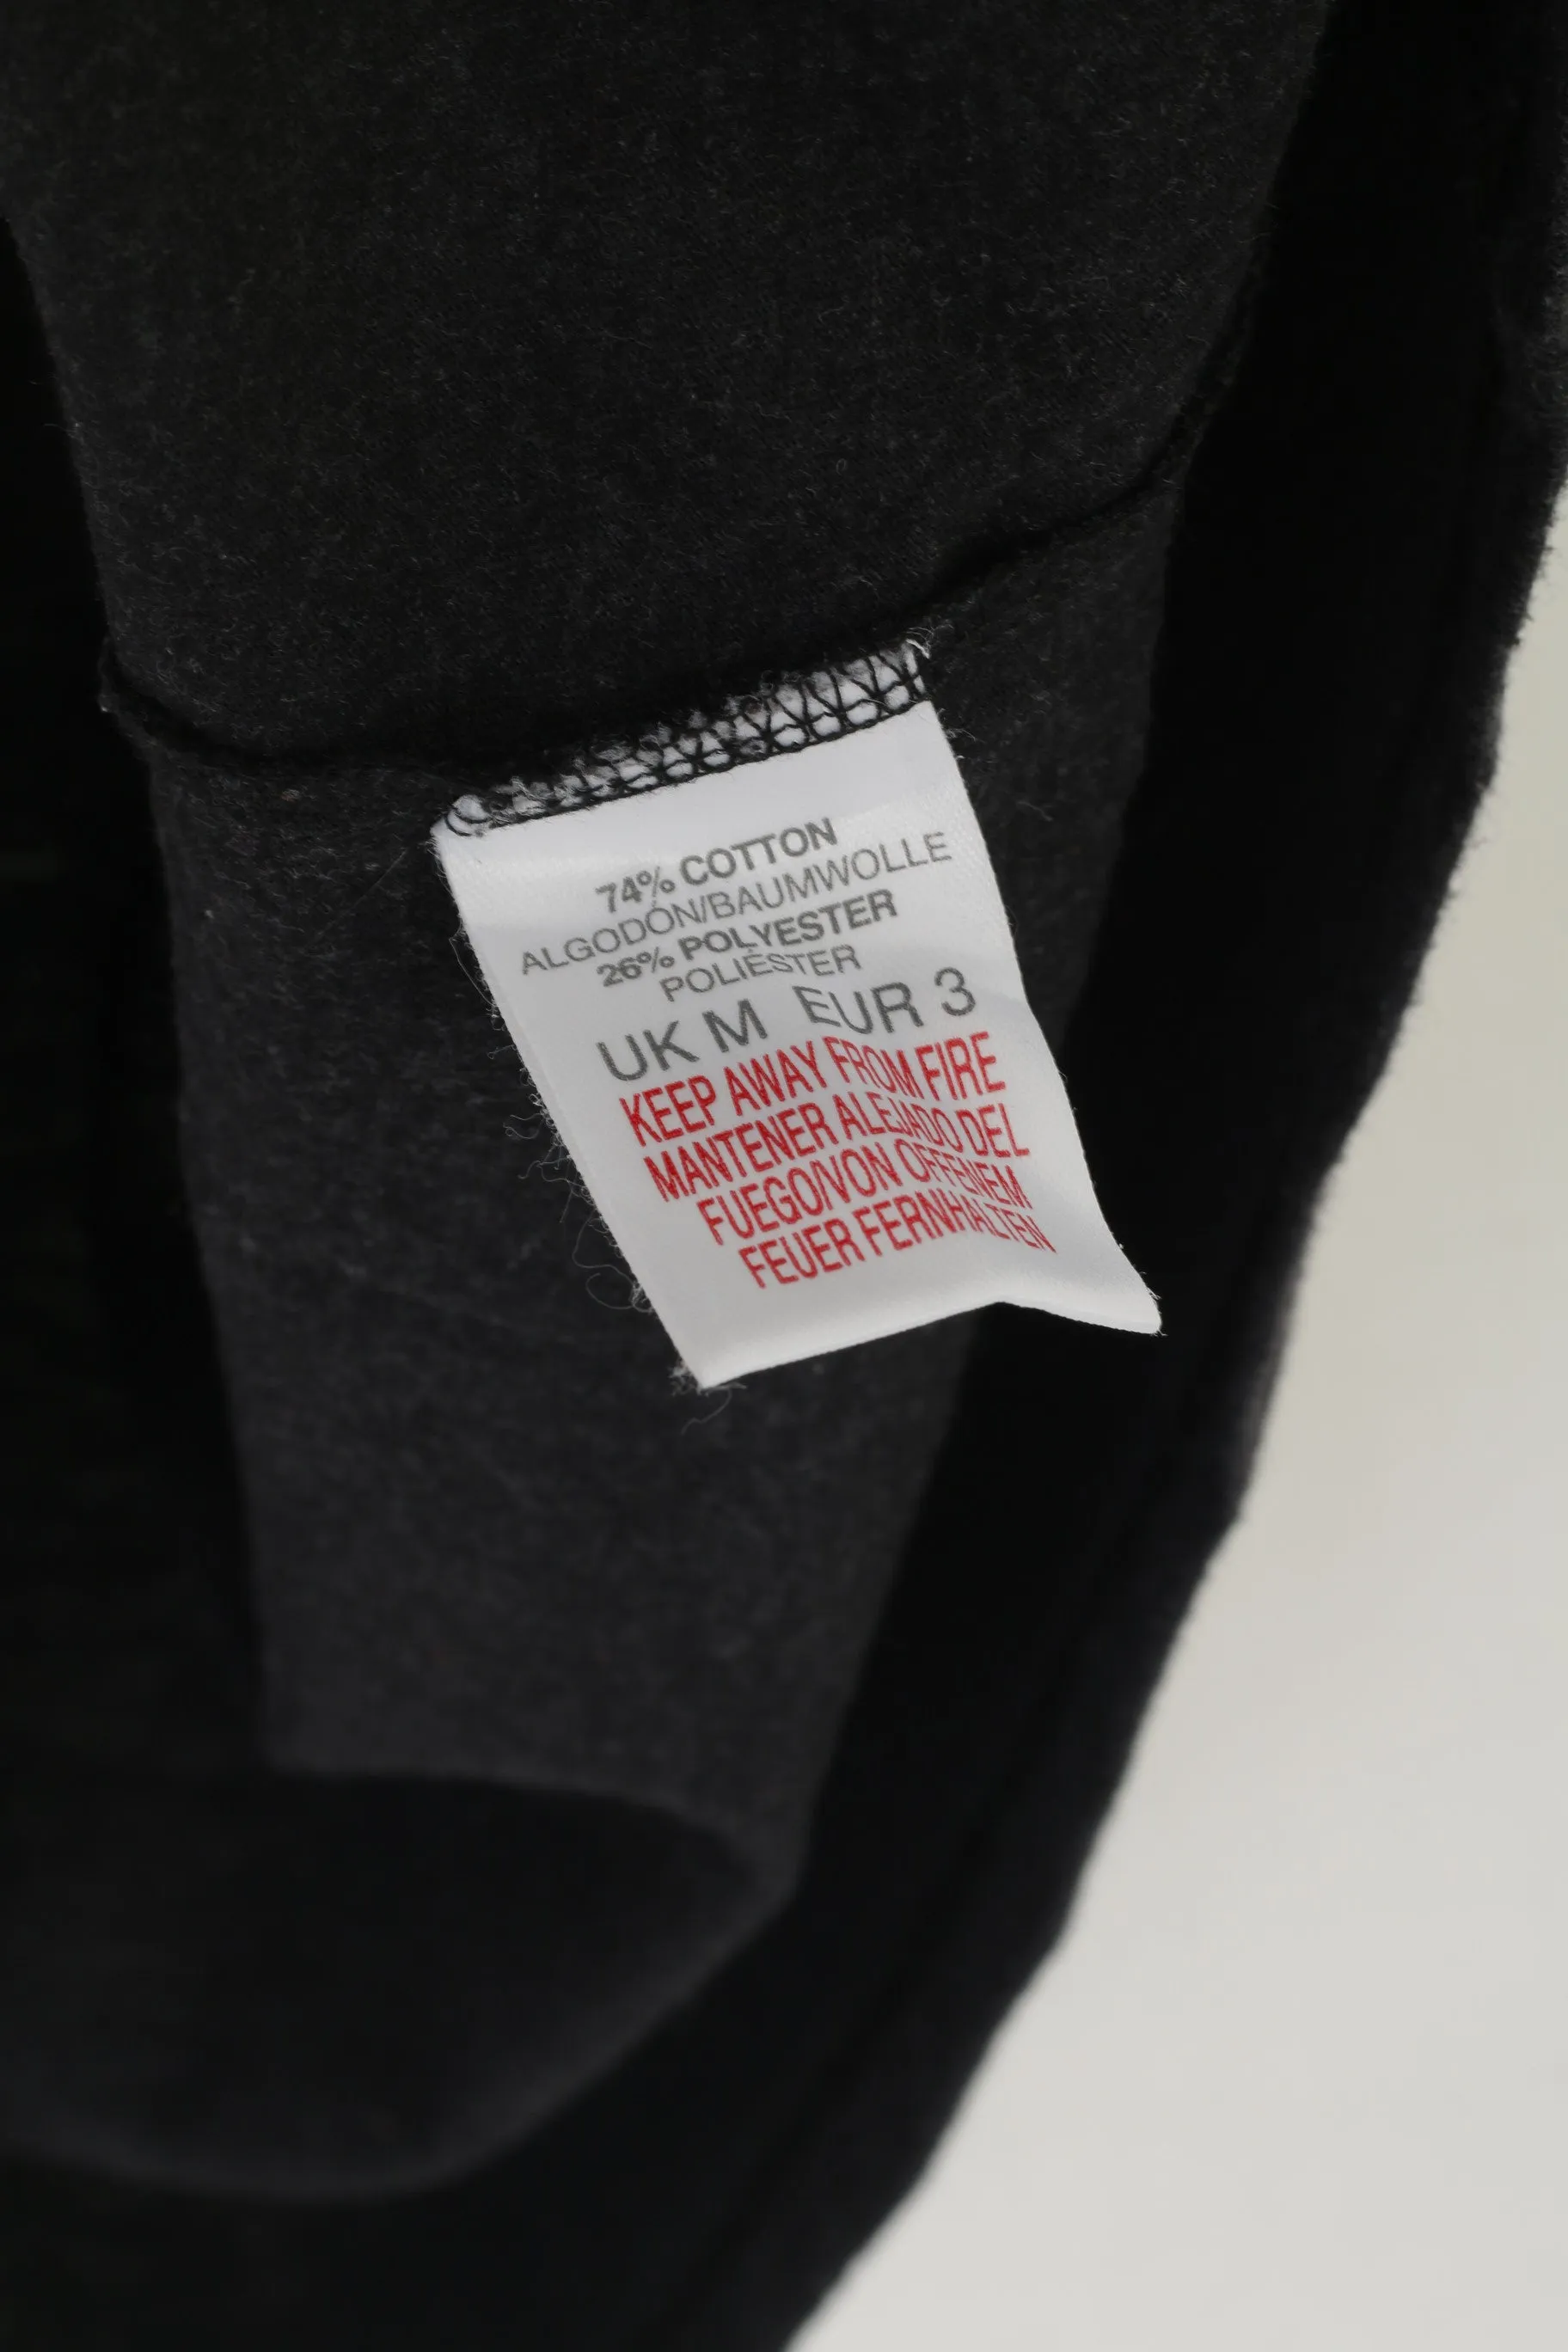 74% COTTON
ALGODÓN/BAUMWOLLE
26% POLYESTER
POLIÉSTER
UK M EUR 3
KEEP AWAY FROM FIRE
MANTENER ALEJADO DEL
FUEGO/VON OFFENEM
FEUER FERNHALTEN